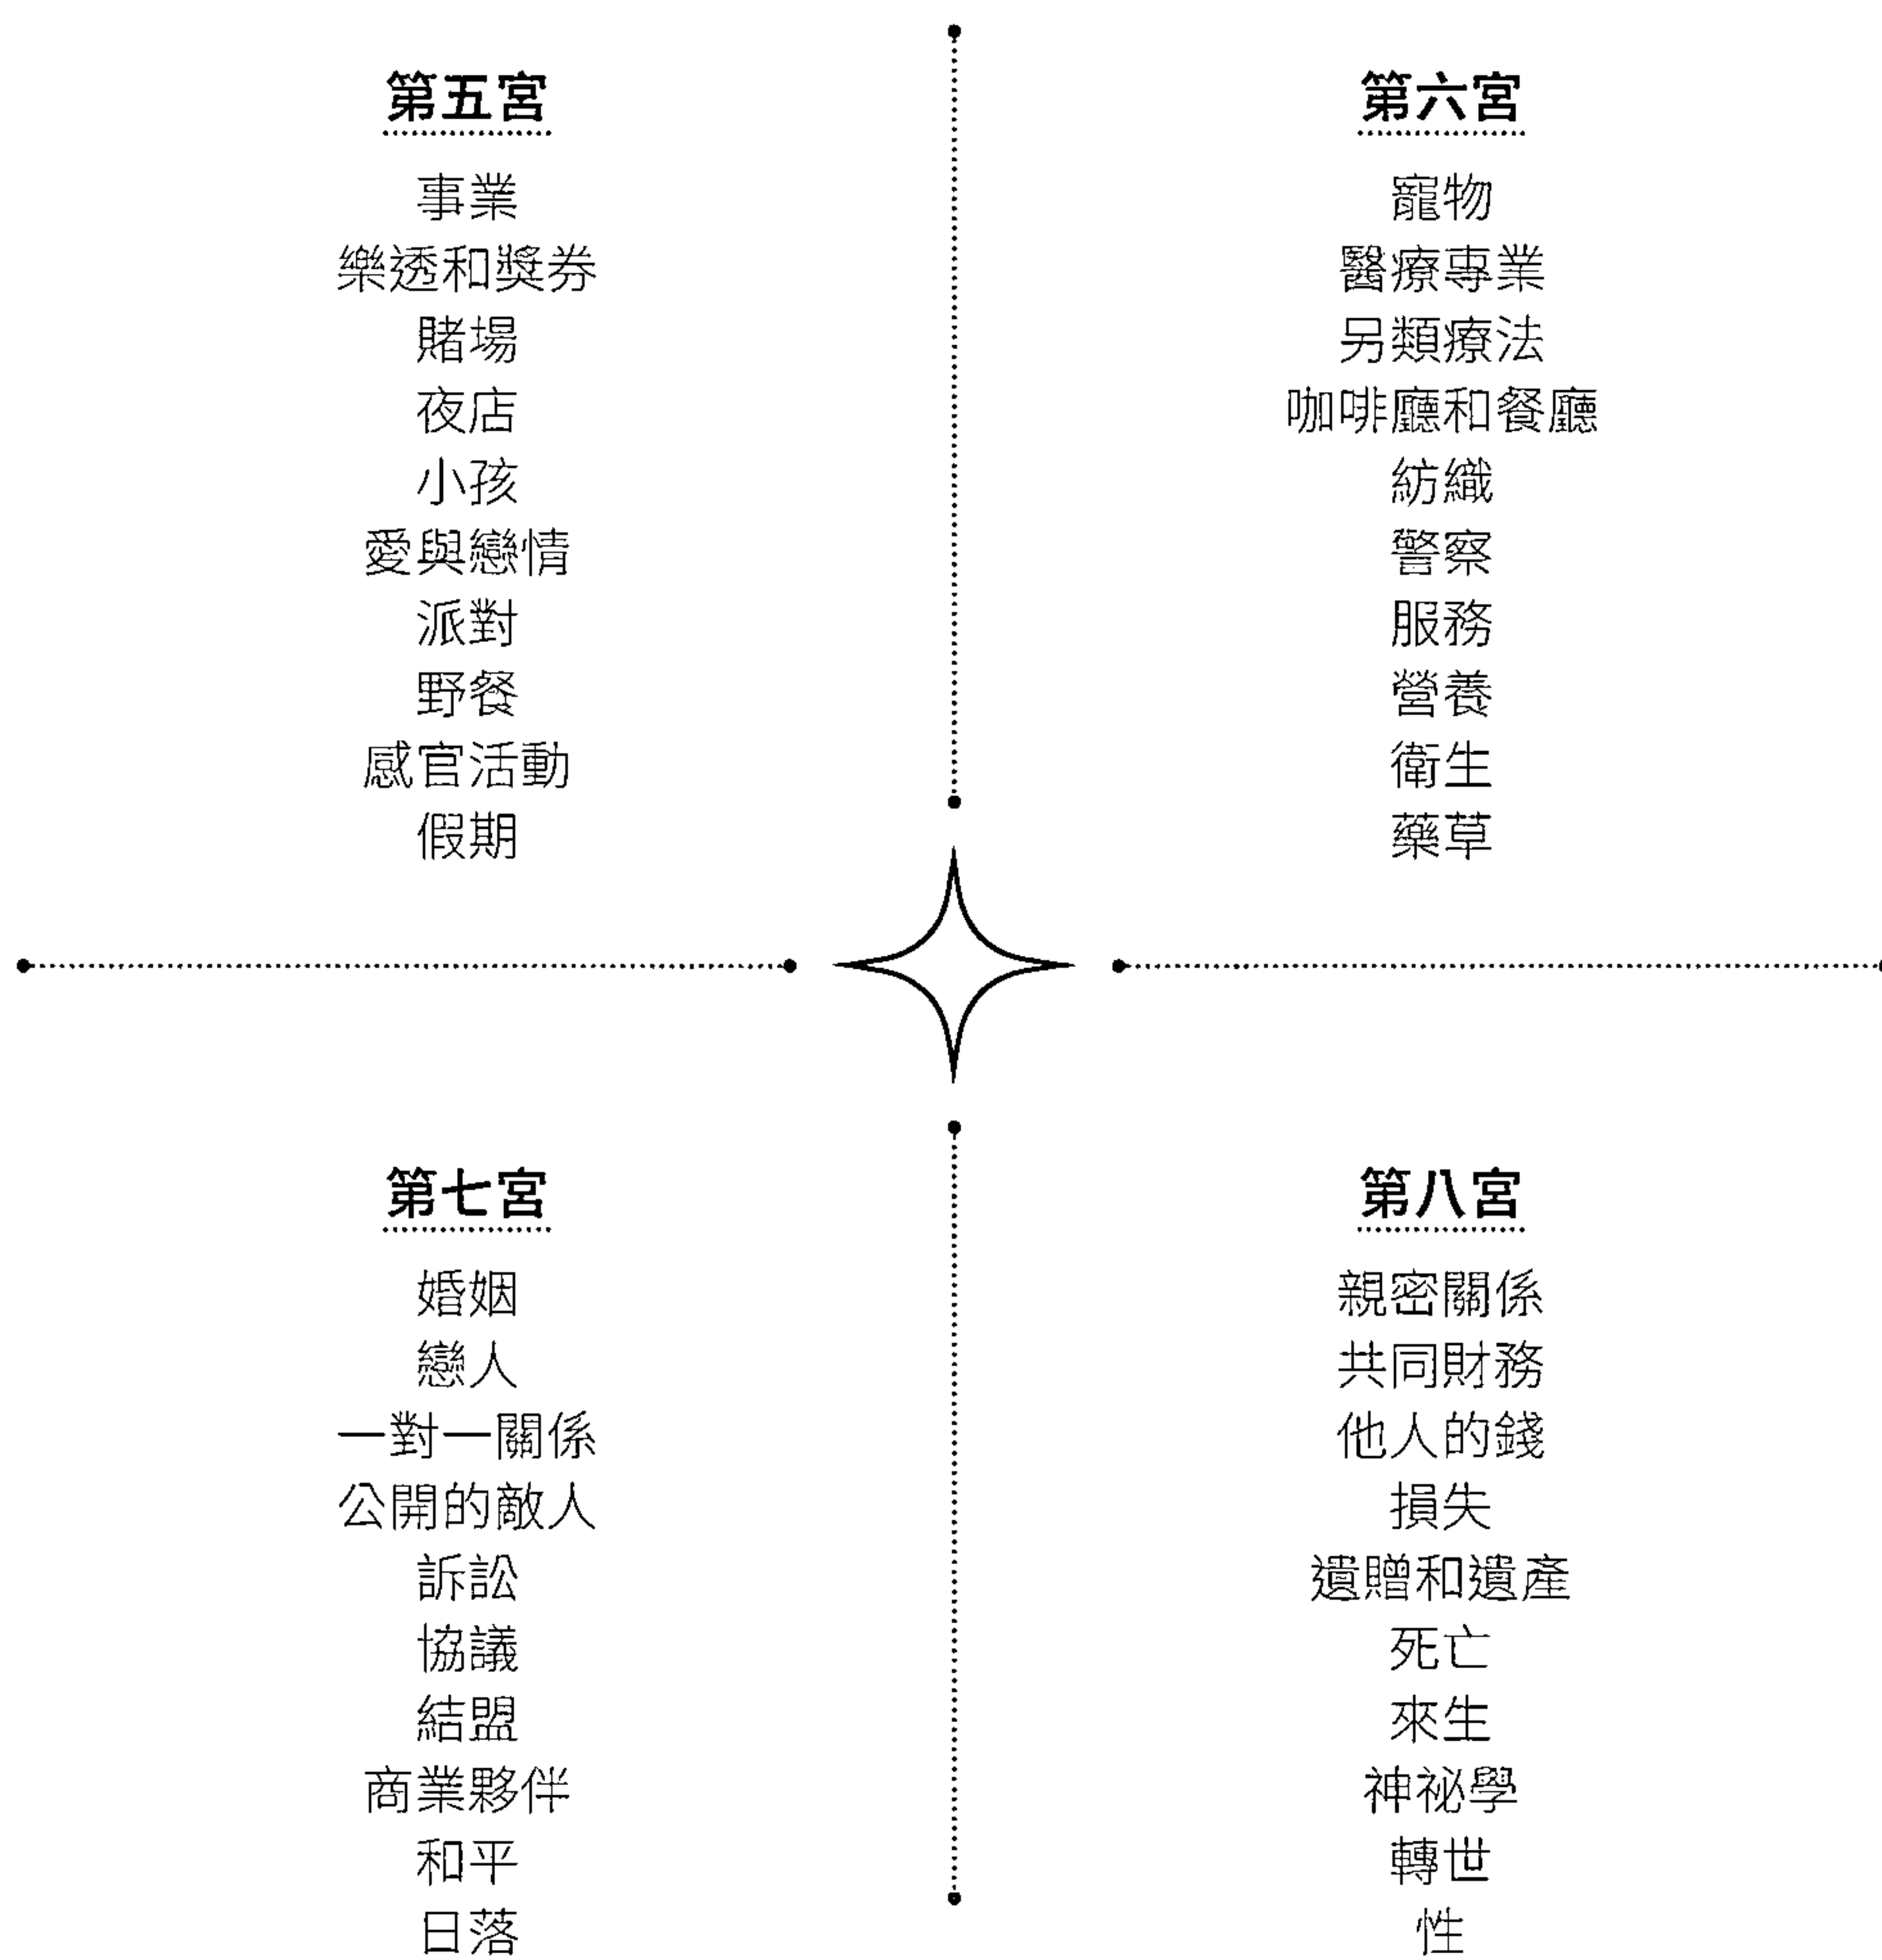 第五宮
事業
樂透和獎券
賭場
夜店
小孩
愛與戀情
派對
野餐
感官活動
假期
第六宮
寵物
醫療專業
另類療法
咖啡廳和餐廳
紡織
警察
服務
營養
衛生
藥草
第七宮
婚姻
戀人
一對一關係
公開的敵人
訴訟
協議
結盟
商業夥伴
和平
日落
第八宮
親密關係
共同財務
他人的錢
損失
遺贈和遺產
死亡
來生
神祕學
轉世
性